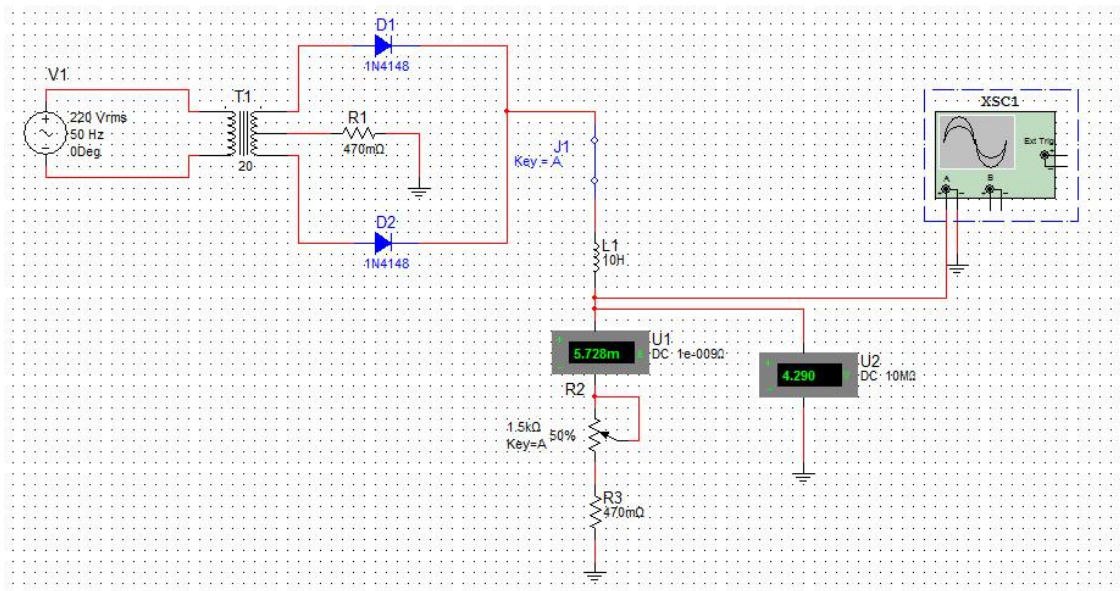 D1
1N4148
V1
220 Vrms
50 Hz
0Deg
T1
20
R1
470mΩ
D2
1N4148
J1
Key = A
XSC1
Ext Trig
A
B
L1
10H
U1
5.728m
DC 1e-009Ω
U2
4.290
DC 10MΩ
R2
1.5kΩ
50%
Key=A
R3
470mΩ